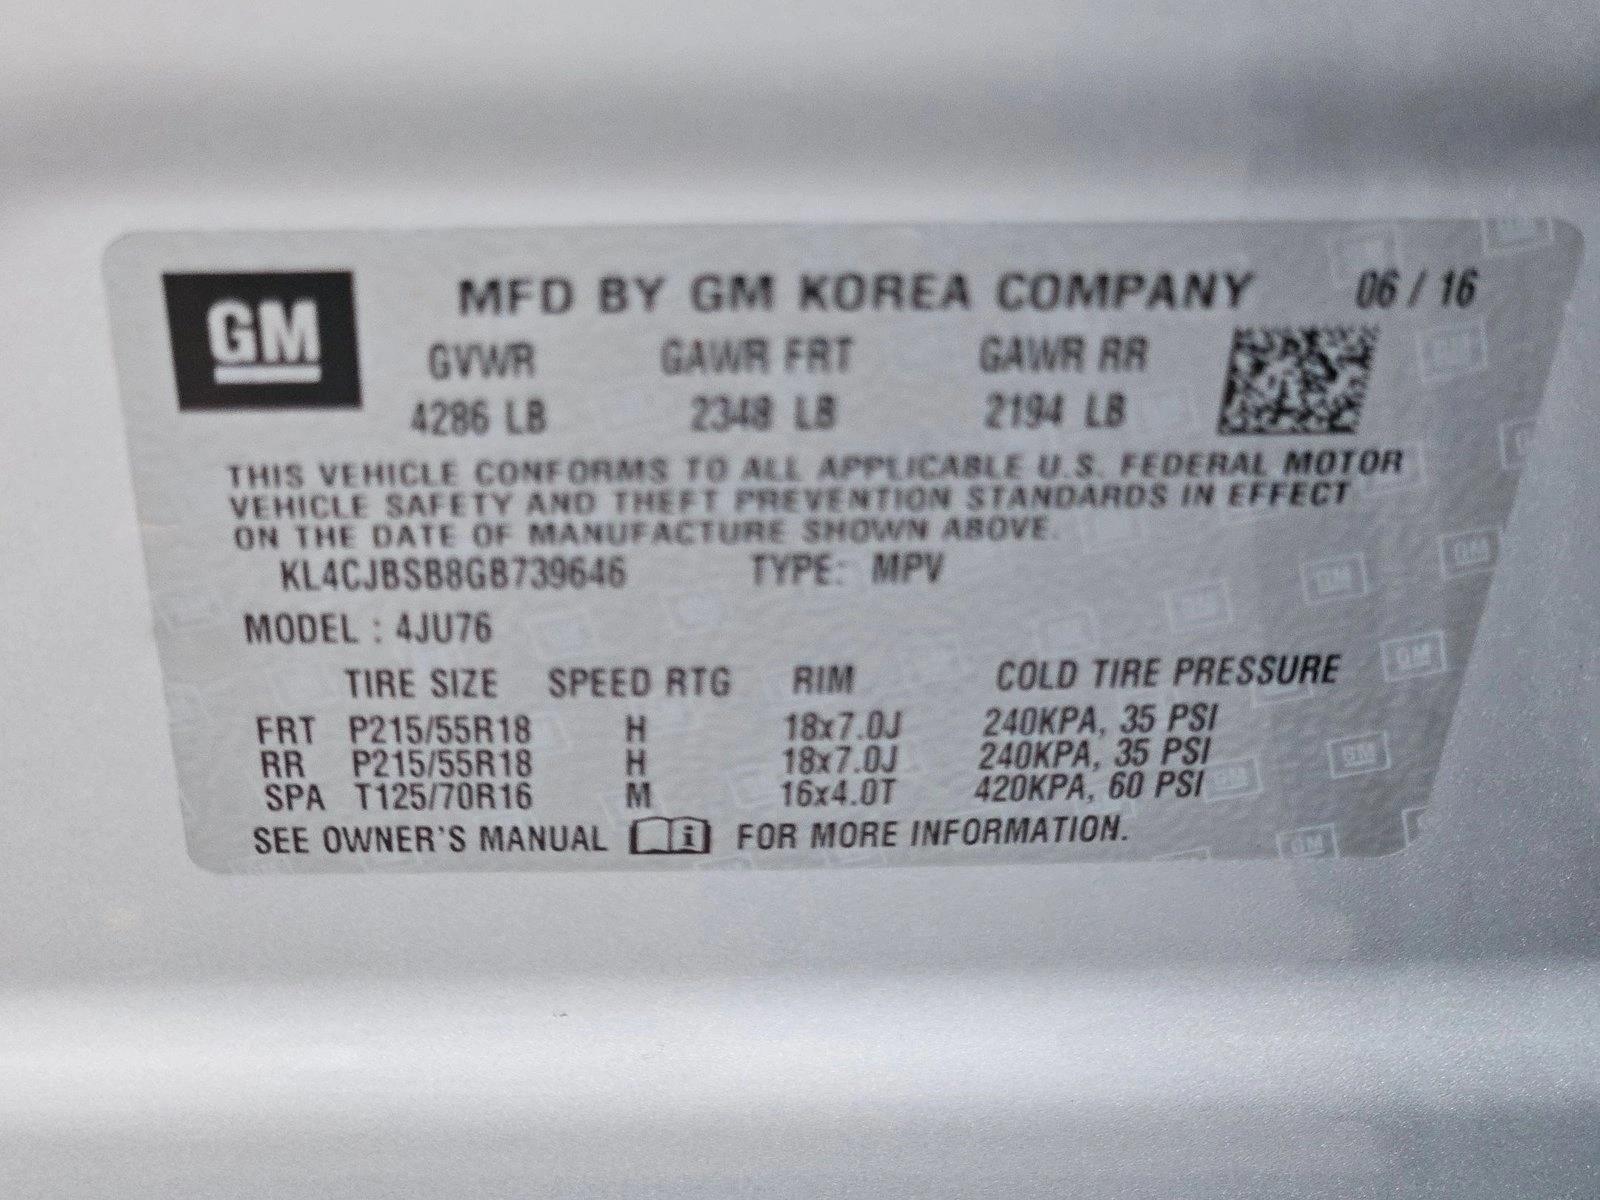 GM
MFD BY GM KOREA COMPANY 06 / 16
GVWR GAWR FRT GAWR RR
4286 LB 2348 LB 2194 LB
THIS VEHICLE CONFORMS TO ALL APPLICABLE U.S. FEDERAL MOTOR
VEHICLE SAFETY AND THEFT PREVENTION STANDARDS IN EFFECT
ON THE DATE OF MANUFACTURE SHOWN ABOVE.
KL4CJBSB8GB739646 TYPE: MPV
MODEL : 4JU76
TIRE SIZE SPEED RTG RIM COLD TIRE PRESSURE
FRT P215/55R18 H 18x7.0J 240KPA, 35 PSI
RR P215/55R18 H 18x7.0J 240KPA, 35 PSI
SPA T125/70R16 M 16x4.0T 420KPA, 60 PSI
SEE OWNER'S MANUAL i FOR MORE INFORMATION.